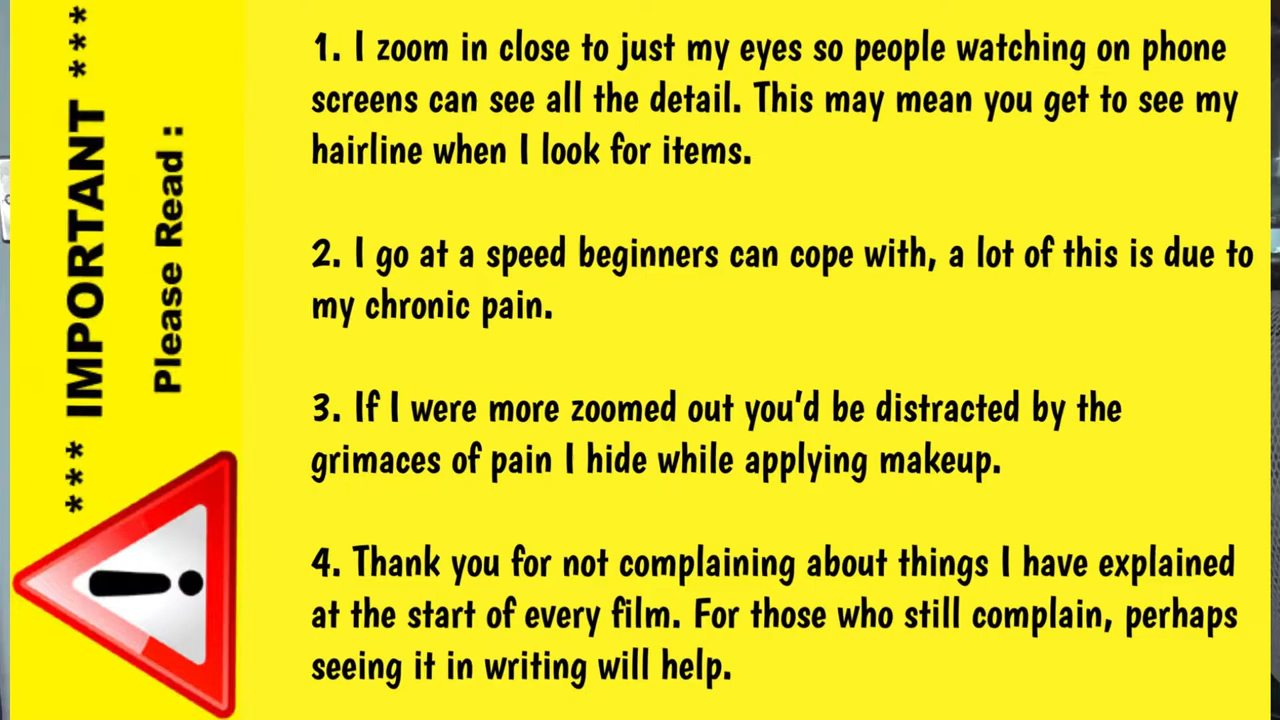 *** IMPORTANT ***
Please Read :
1. I zoom in close to just my eyes so people watching on phone
screens can see all the detail. This may mean you get to see my
hairline when I look for items.
2. I go at a speed beginners can cope with, a lot of this is due to
my chronic pain.
3. If I were more zoomed out you'd be distracted by the
grimaces of pain I hide while applying makeup.
4. Thank you for not complaining about things I have explained
at the start of every film. For those who still complain, perhaps
seeing it in writing will help.